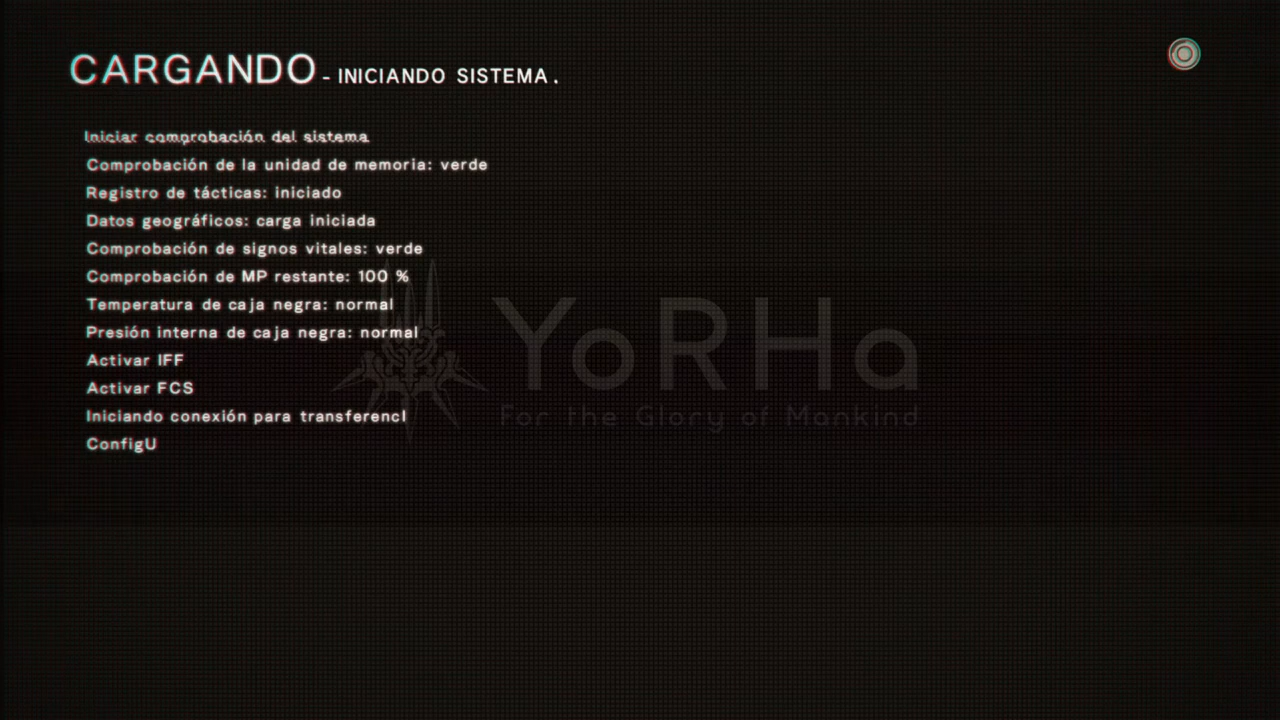 CARGANDO - INICIANDO SISTEMA.
Iniciar comprobación del sistema
Comprobación de la unidad de memoria: verde
Registro de tácticas: iniciado
Datos geográficos: carga iniciada
Comprobación de signos vitales: verde
Comprobación de MP restante: 100 %
Temperatura de caja negra: normal
Presión interna de caja negra: normal
Activar IFF
Activar FCS
Iniciando conexión para transferencI
ConfigU
YoRHa
For the Glory of Mankind